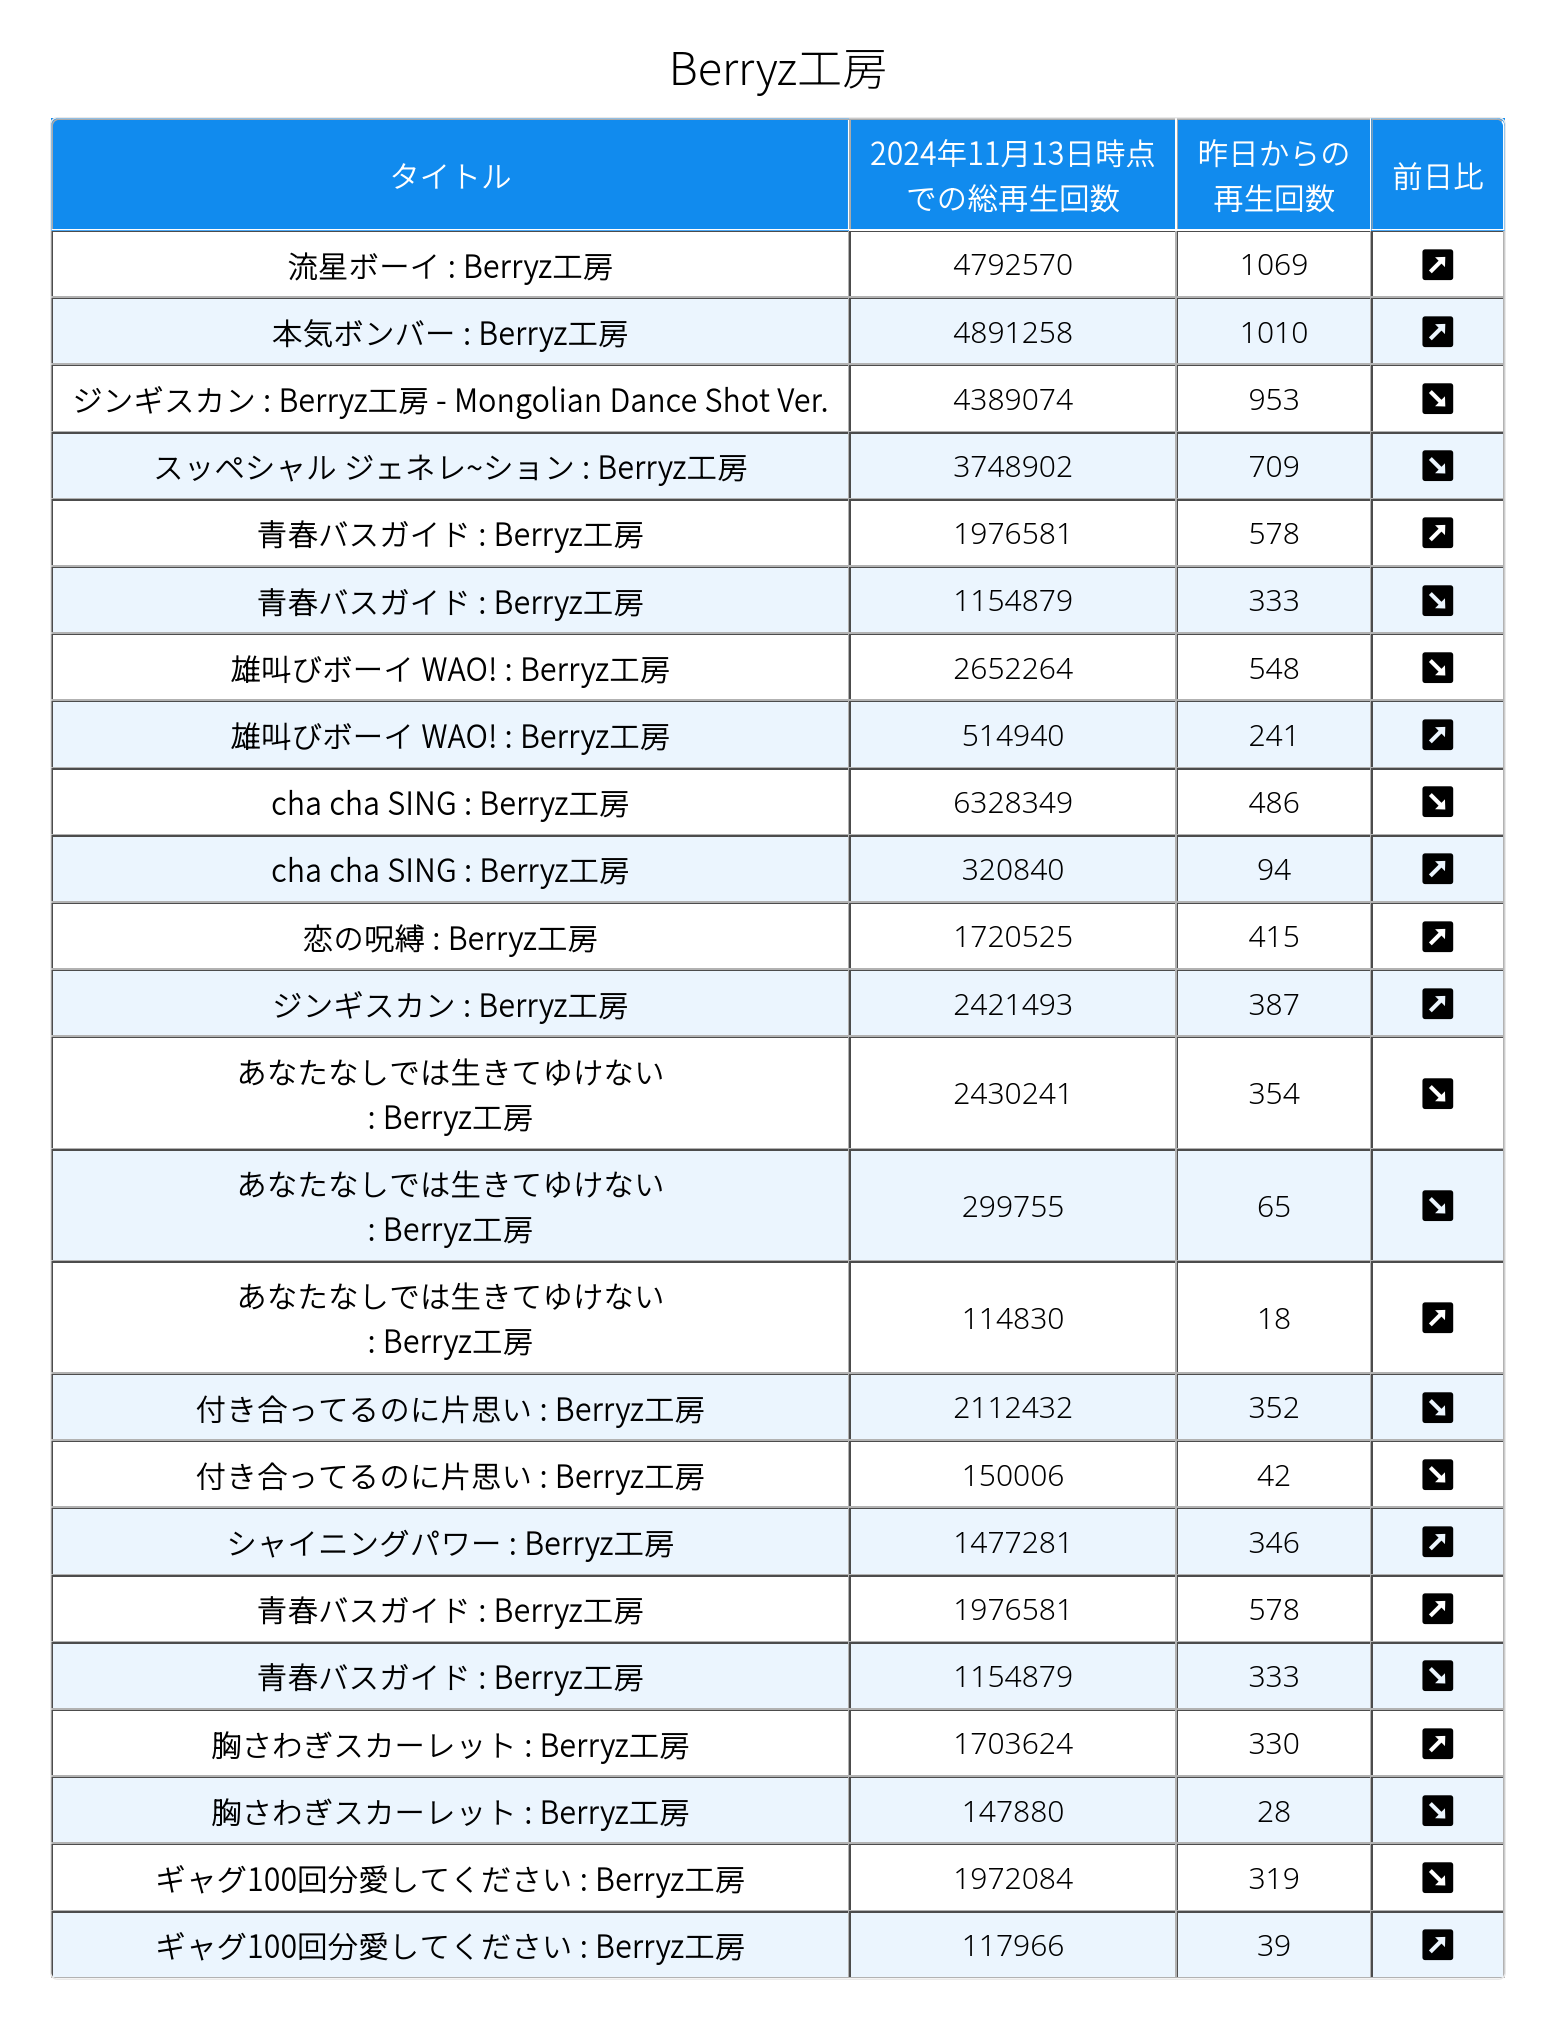 Berryz工房
タイトル 2024年11月13日時点 昨日からの 前日比
での総再生回数 再生回数
流星ボーイ : Berryz工房 4792570 1069
本気ボンバー : Berryz工房 4891258 1010
ジンギスカン : Berryz工房 - Mongolian Dance Shot Ver. 4389074 953
スッペシャル ジェネレ~ション : Berryz工房 3748902 709
青春バスガイド : Berryz工房 1976581 578
青春バスガイド : Berryz工房 1154879 333
雄叫びボーイ WAO! : Berryz工房 2652264 548
雄叫びボーイ WAO! : Berryz工房 514940 241
cha cha SING : Berryz工房 6328349 486
cha cha SING : Berryz工房 320840 94
恋の呪縛 : Berryz工房 1720525 415
ジンギスカン : Berryz工房 2421493 387
あなたなしでは生きてゆけない
: Berryz工房 2430241 354
あなたなしでは生きてゆけない
: Berryz工房 299755 65
あなたなしでは生きてゆけない
: Berryz工房 114830 18
付き合ってるのに片思い : Berryz工房 2112432 352
付き合ってるのに片思い : Berryz工房 150006 42
シャイニングパワー : Berryz工房 1477281 346
青春バスガイド : Berryz工房 1976581 578
青春バスガイド : Berryz工房 1154879 333
胸さわぎスカーレット : Berryz工房 1703624 330
胸さわぎスカーレット : Berryz工房 147880 28
ギャグ100回分愛してください : Berryz工房 1972084 319
ギャグ100回分愛してください : Berryz工房 117966 39